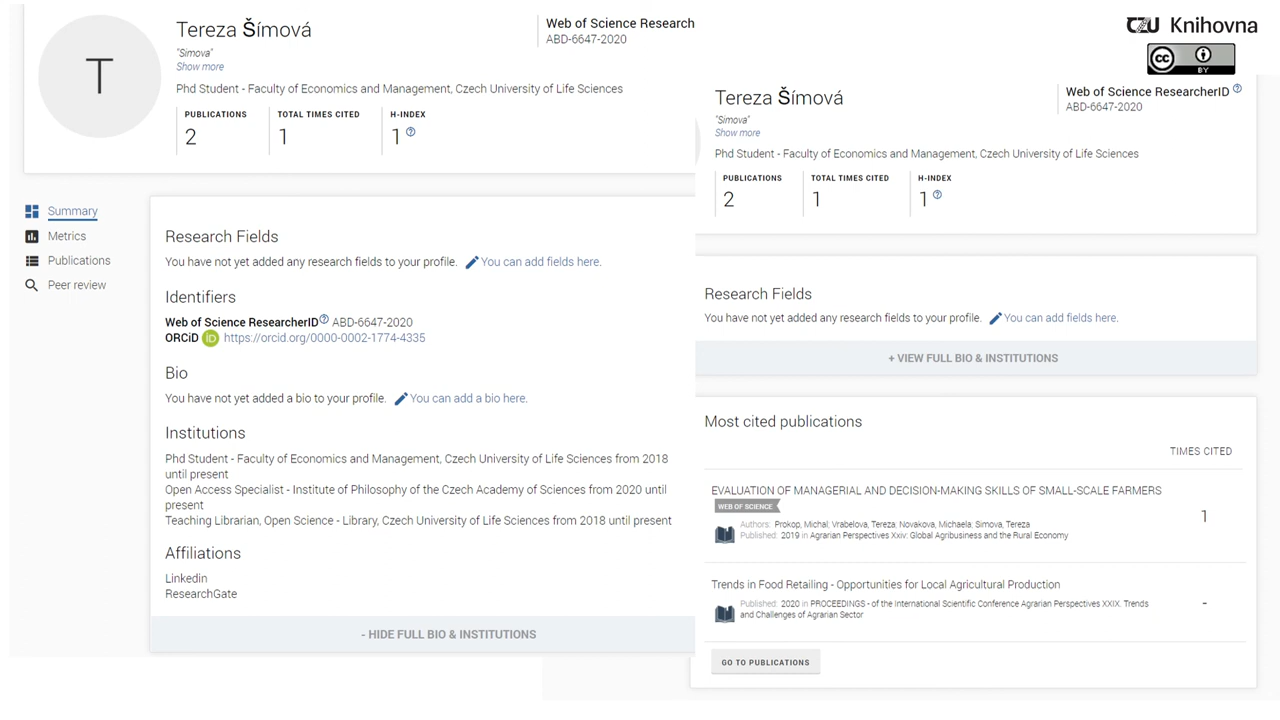 T
Tereza Šímová
"Simova"
Show more
Phd Student - Faculty of Economics and Management, Czech University of Life Sciences
PUBLICATIONS
2
TOTAL TIMES CITED
1
H-INDEX
1
Web of Science Research
ABD-6647-2020
Summary
Metrics
Publications
Peer review
Research Fields
You have not yet added any research fields to your profile. You can add fields here.
Identifiers
Web of Science ResearcherID? ABD-6647-2020
ORCiD iD https://orcid.org/0000-0002-1774-4335
Bio
You have not yet added a bio to your profile. You can add a bio here.
Institutions
Phd Student - Faculty of Economics and Management, Czech University of Life Sciences from 2018
until present
Open Access Specialist - Institute of Philosophy of the Czech Academy of Sciences from 2020 until
present
Teaching Librarian, Open Science - Library, Czech University of Life Sciences from 2018 until present
Affiliations
Linkedin
ResearchGate
- HIDE FULL BIO & INSTITUTIONS
CZU Knihovna
cc
BY
Tereza Šímová
"Simova"
Show more
Phd Student - Faculty of Economics and Management, Czech University of Life Sciences
PUBLICATIONS
2
TOTAL TIMES CITED
1
H-INDEX
1 ?
Web of Science ResearcherID ?
ABD-6647-2020
Research Fields
You have not yet added any research fields to your profile. You can add fields here.
+ VIEW FULL BIO & INSTITUTIONS
Most cited publications
TIMES CITED
EVALUATION OF MANAGERIAL AND DECISION-MAKING SKILLS OF SMALL-SCALE FARMERS
WEB OF SCIENCE
Authors: Prokop, Michal; Vrabelova, Tereza; Novakova, Michaela; Simova, Tereza
Published: 2019 in Agrarian Perspectives Xxiv: Global Agribusiness and the Rural Economy
1
Trends in Food Retailing - Opportunities for Local Agricultural Production
Published: 2020 in PROCEEDINGS - of the International Scientific Conference Agrarian Perspectives XXIX. Trends
and Challenges of Agrarian Sector
-
GO TO PUBLICATIONS